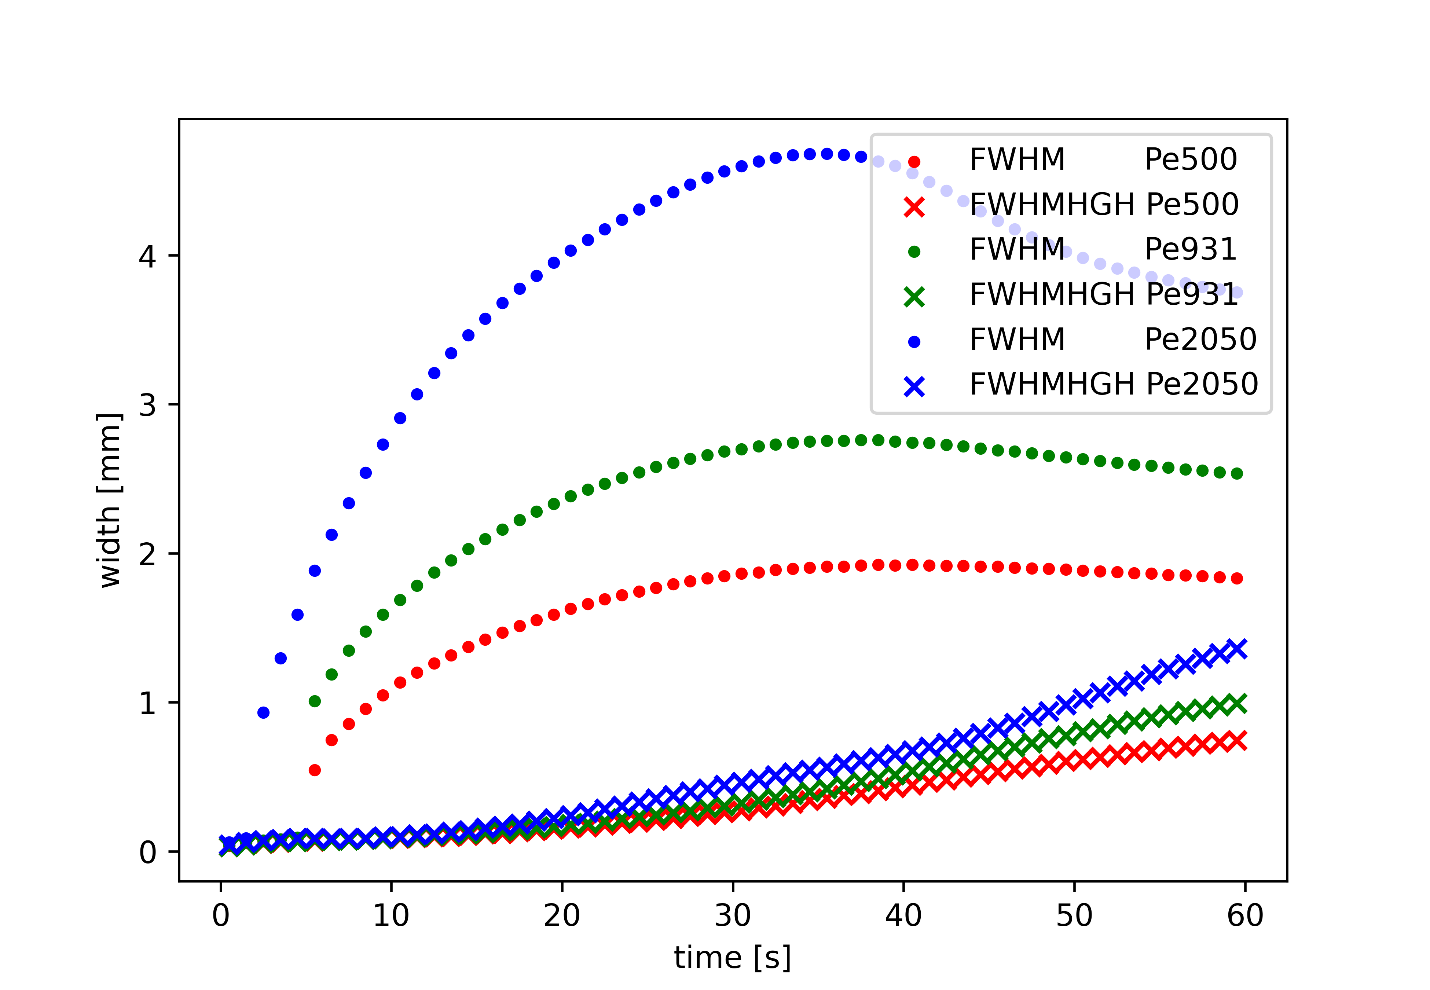 FWHM Pe500
FWHMHGH Pe500
FWHM Pe931
FWHMHGH Pe931
FWHM Pe2050
FWHMHGH Pe2050
4
3
2
1
0
width [mm]
0 10 20 30 40 50 60
time [s]